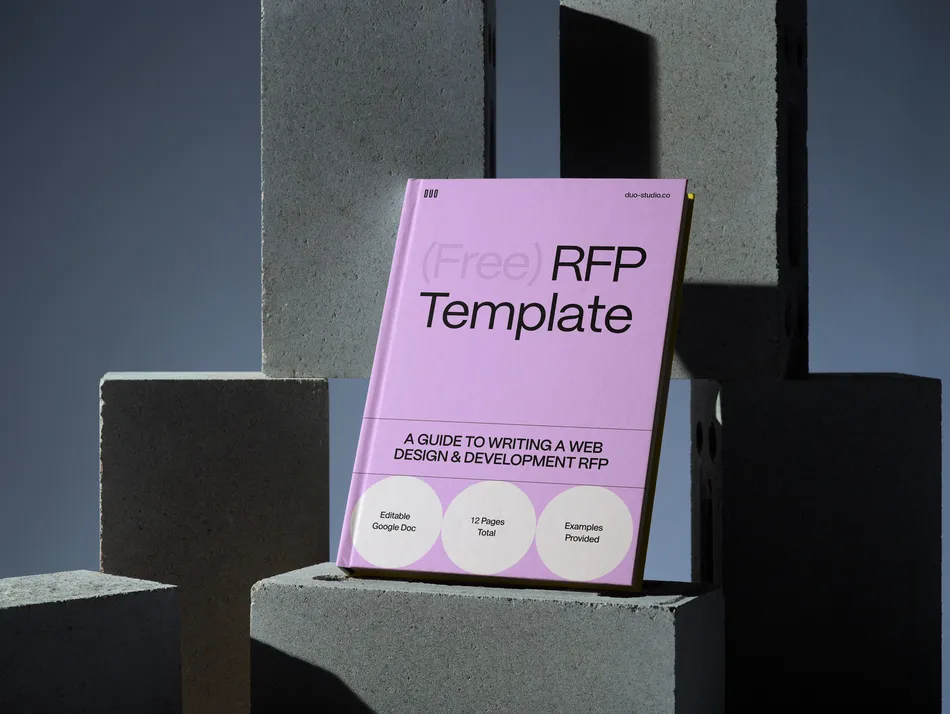 DUO
duo-studio.co
(Free) RFP
Template
A GUIDE TO WRITING A WEB
DESIGN & DEVELOPMENT RFP
Editable
Google Doc
12 Pages
Total
Examples
Provided